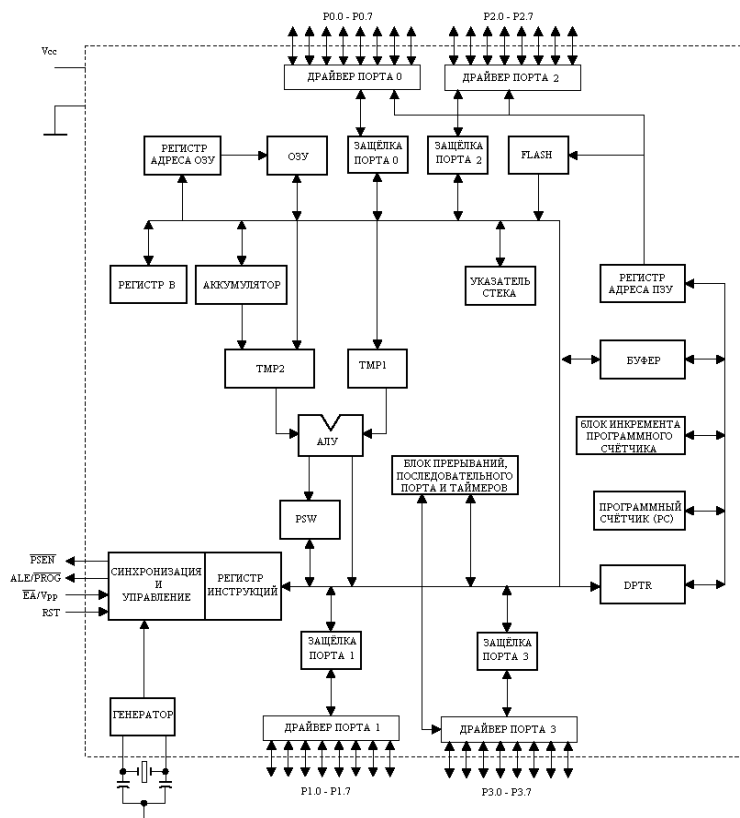 P0.0 - P0.7
P2.0 - P2.7
Vcc
ДРАЙВЕР ПОРТА 0
ДРАЙВЕР ПОРТА 2
РЕГИСТР
АДРЕСА ОЗУ
ОЗУ
ЗАЩЁЛКА
ПОРТА 0
ЗАЩЁЛКА
ПОРТА 2
FLASH
РЕГИСТР B
АККУМУЛЯТОР
УКАЗАТЕЛЬ
СТЕКА
РЕГИСТР
АДРЕСА ПЗУ
TMP2
TMP1
БУФЕР
АЛУ
БЛОК ИНКРЕМЕНТА
ПРОГРАММНОГО
СЧЁТЧИКА
БЛОК ПРЕРЫВАНИЙ,
ПОСЛЕДОВАТЕЛЬНОГО
ПОРТА И ТАЙМЕРОВ
PSW
ПРОГРАММНЫЙ
СЧЁТЧИК (PC)
PSEN
ALE/PROG
EA/Vpp
RST
СИНХРОНИЗАЦИЯ
И
УПРАВЛЕНИЕ
РЕГИСТР
ИНСТРУКЦИЙ
DPTR
ЗАЩЁЛКА
ПОРТА 1
ЗАЩЁЛКА
ПОРТА 3
ГЕНЕРАТОР
ДРАЙВЕР ПОРТА 1
ДРАЙВЕР ПОРТА 3
P1.0 - P1.7
P3.0 - P3.7